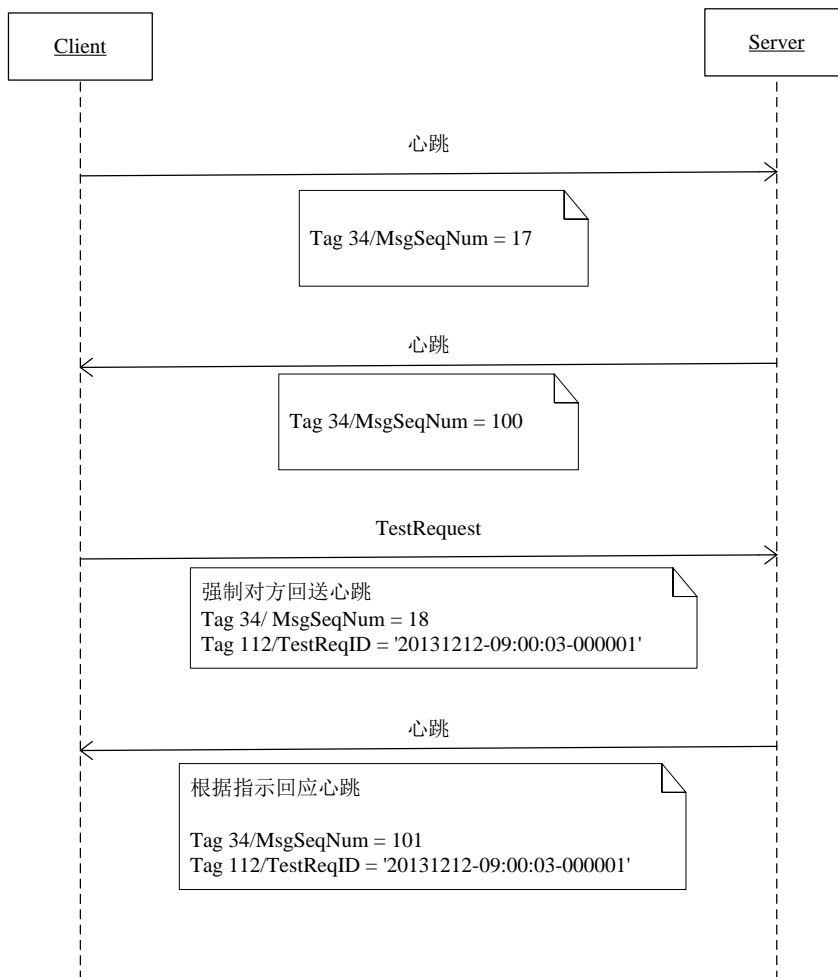 Client
Server
心跳
Tag 34/MsgSeqNum = 17
心跳
Tag 34/MsgSeqNum = 100
TestRequest
强制对方回送心跳
Tag 34/ MsgSeqNum = 18
Tag 112/TestReqID = '20131212-09:00:03-000001'
心跳
根据指示回应心跳
Tag 34/MsgSeqNum = 101
Tag 112/TestReqID = '20131212-09:00:03-000001'